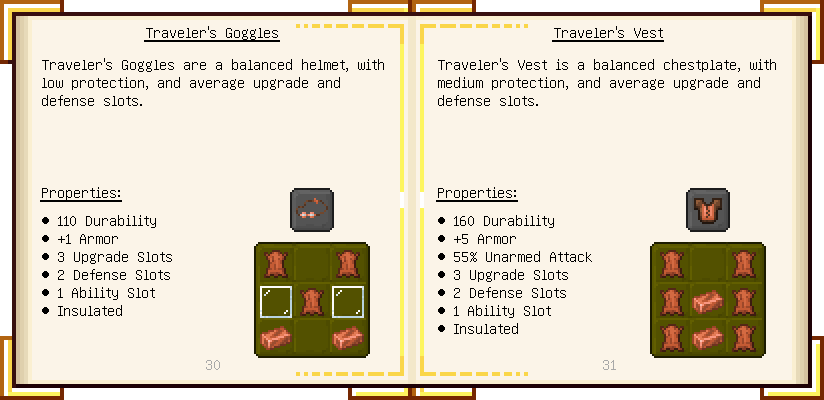 Traveler's Goggles
Traveler's Goggles are a balanced helmet, with
low protection, and average upgrade and
defense slots.
Properties:
● 110 Durability
● +1 Armor
● 3 Upgrade Slots
● 2 Defense Slots
● 1 Ability Slot
● Insulated
30
Traveler's Vest
Traveler's Vest is a balanced chestplate, with
medium protection, and average upgrade and
defense slots.
Properties:
● 160 Durability
● +5 Armor
● 55% Unarmed Attack
● 3 Upgrade Slots
● 2 Defense Slots
● 1 Ability Slot
● Insulated
31